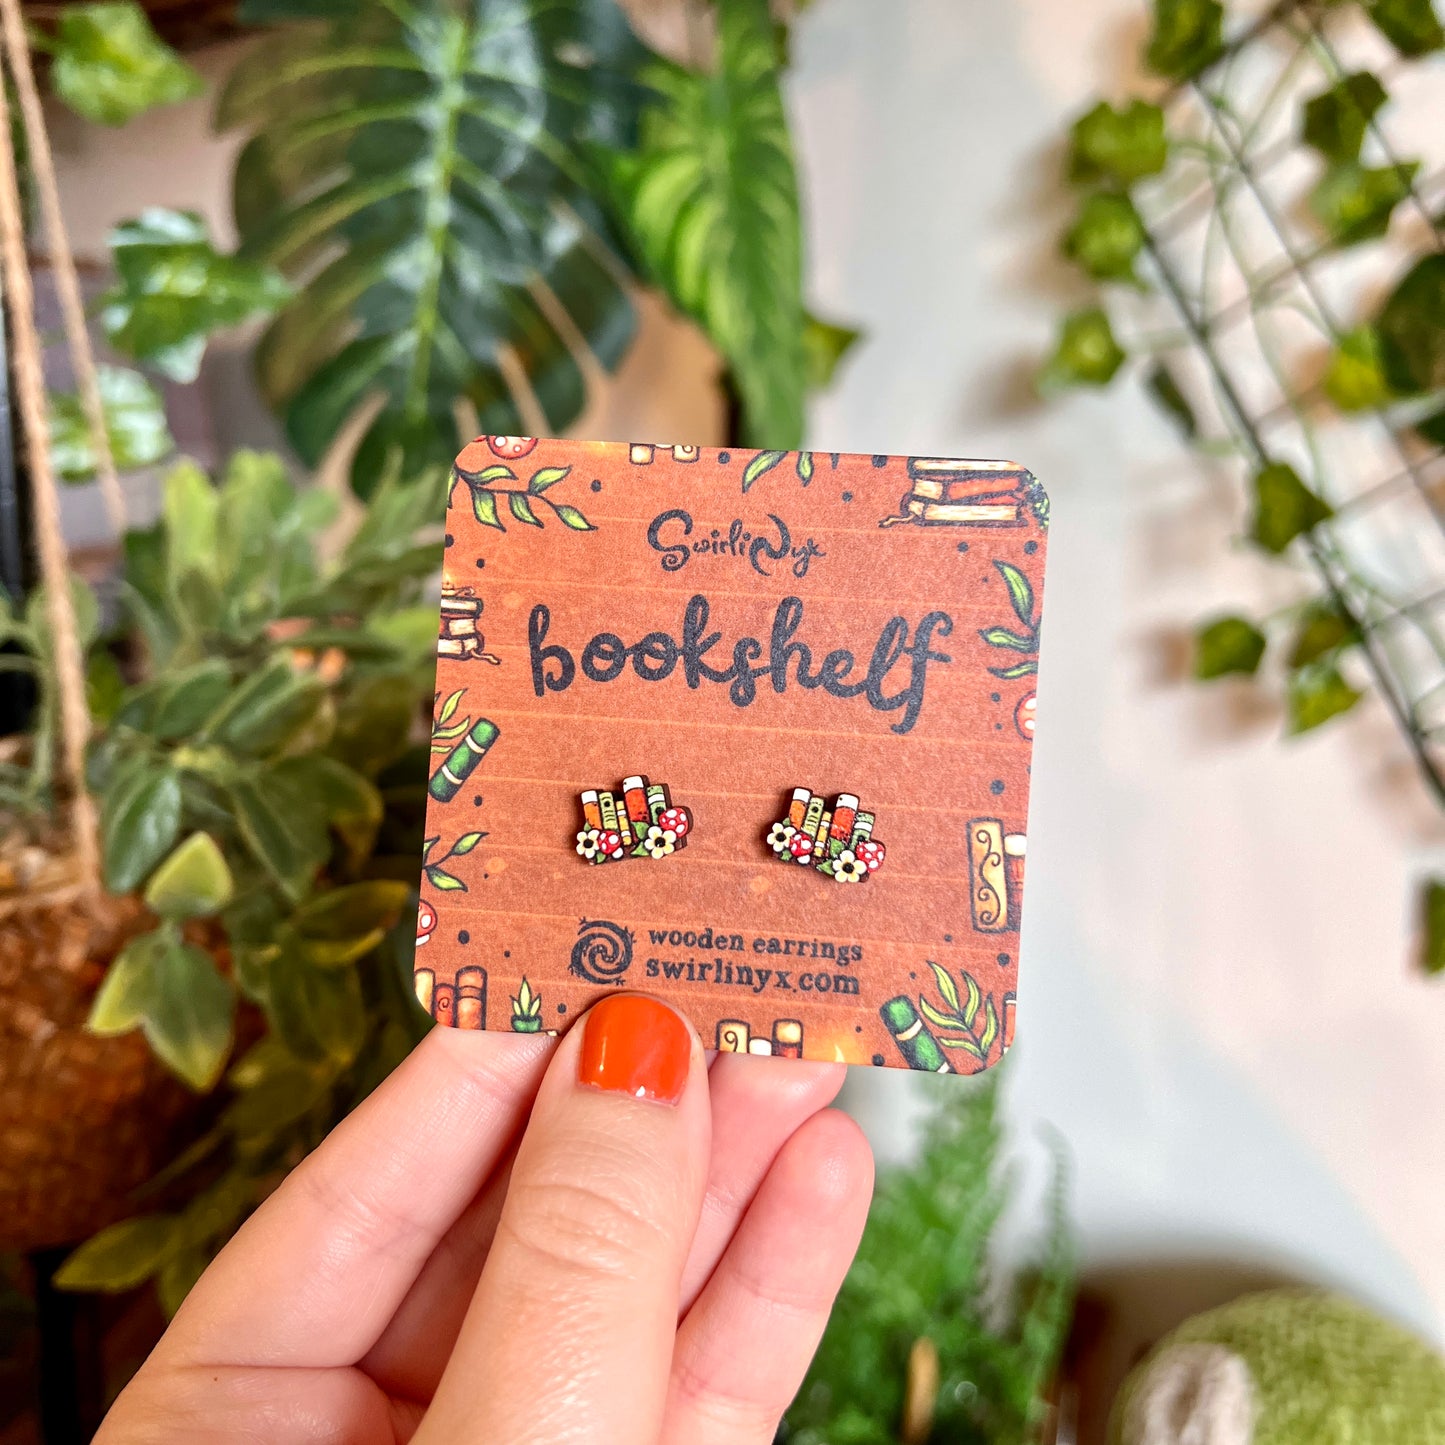 SwirliNyx
bookshelf
wooden earrings
swirlinyx.com